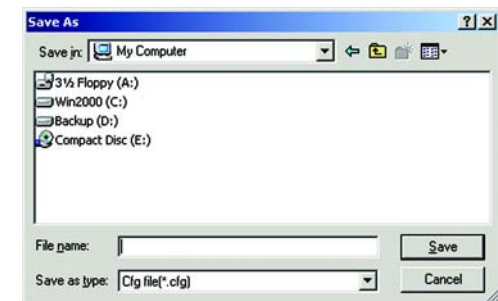 Save As
Save in: My Computer
3½ Floppy (A:)
Win2000 (C:)
Backup (D:)
Compact Disc (E:)
File name:
Save
Save as type: Cfg file(*.cfg)
Cancel